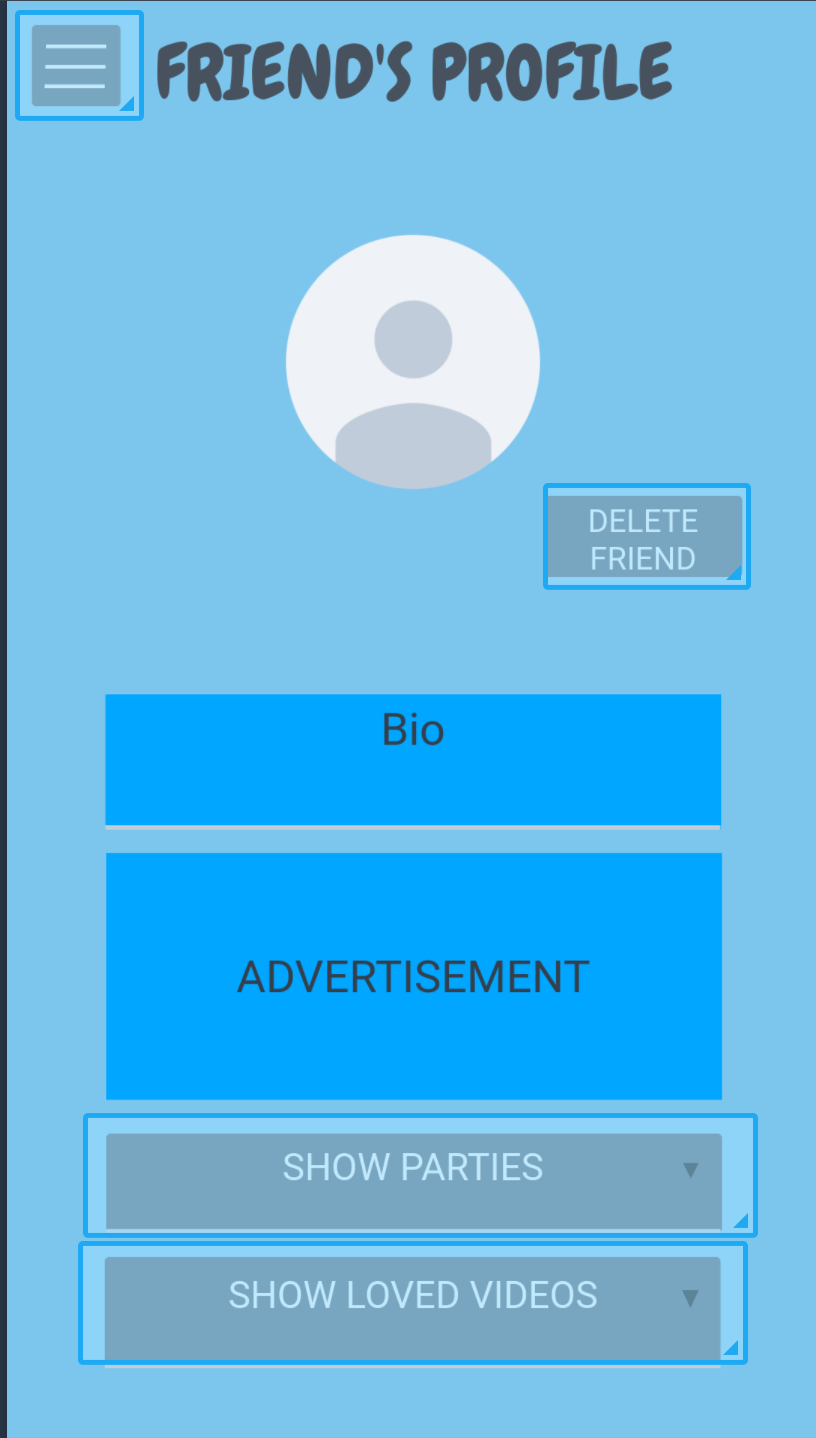 FRIEND'S PROFILE
DELETE
FRIEND
Bio
ADVERTISEMENT
SHOW PARTIES
SHOW LOVED VIDEOS